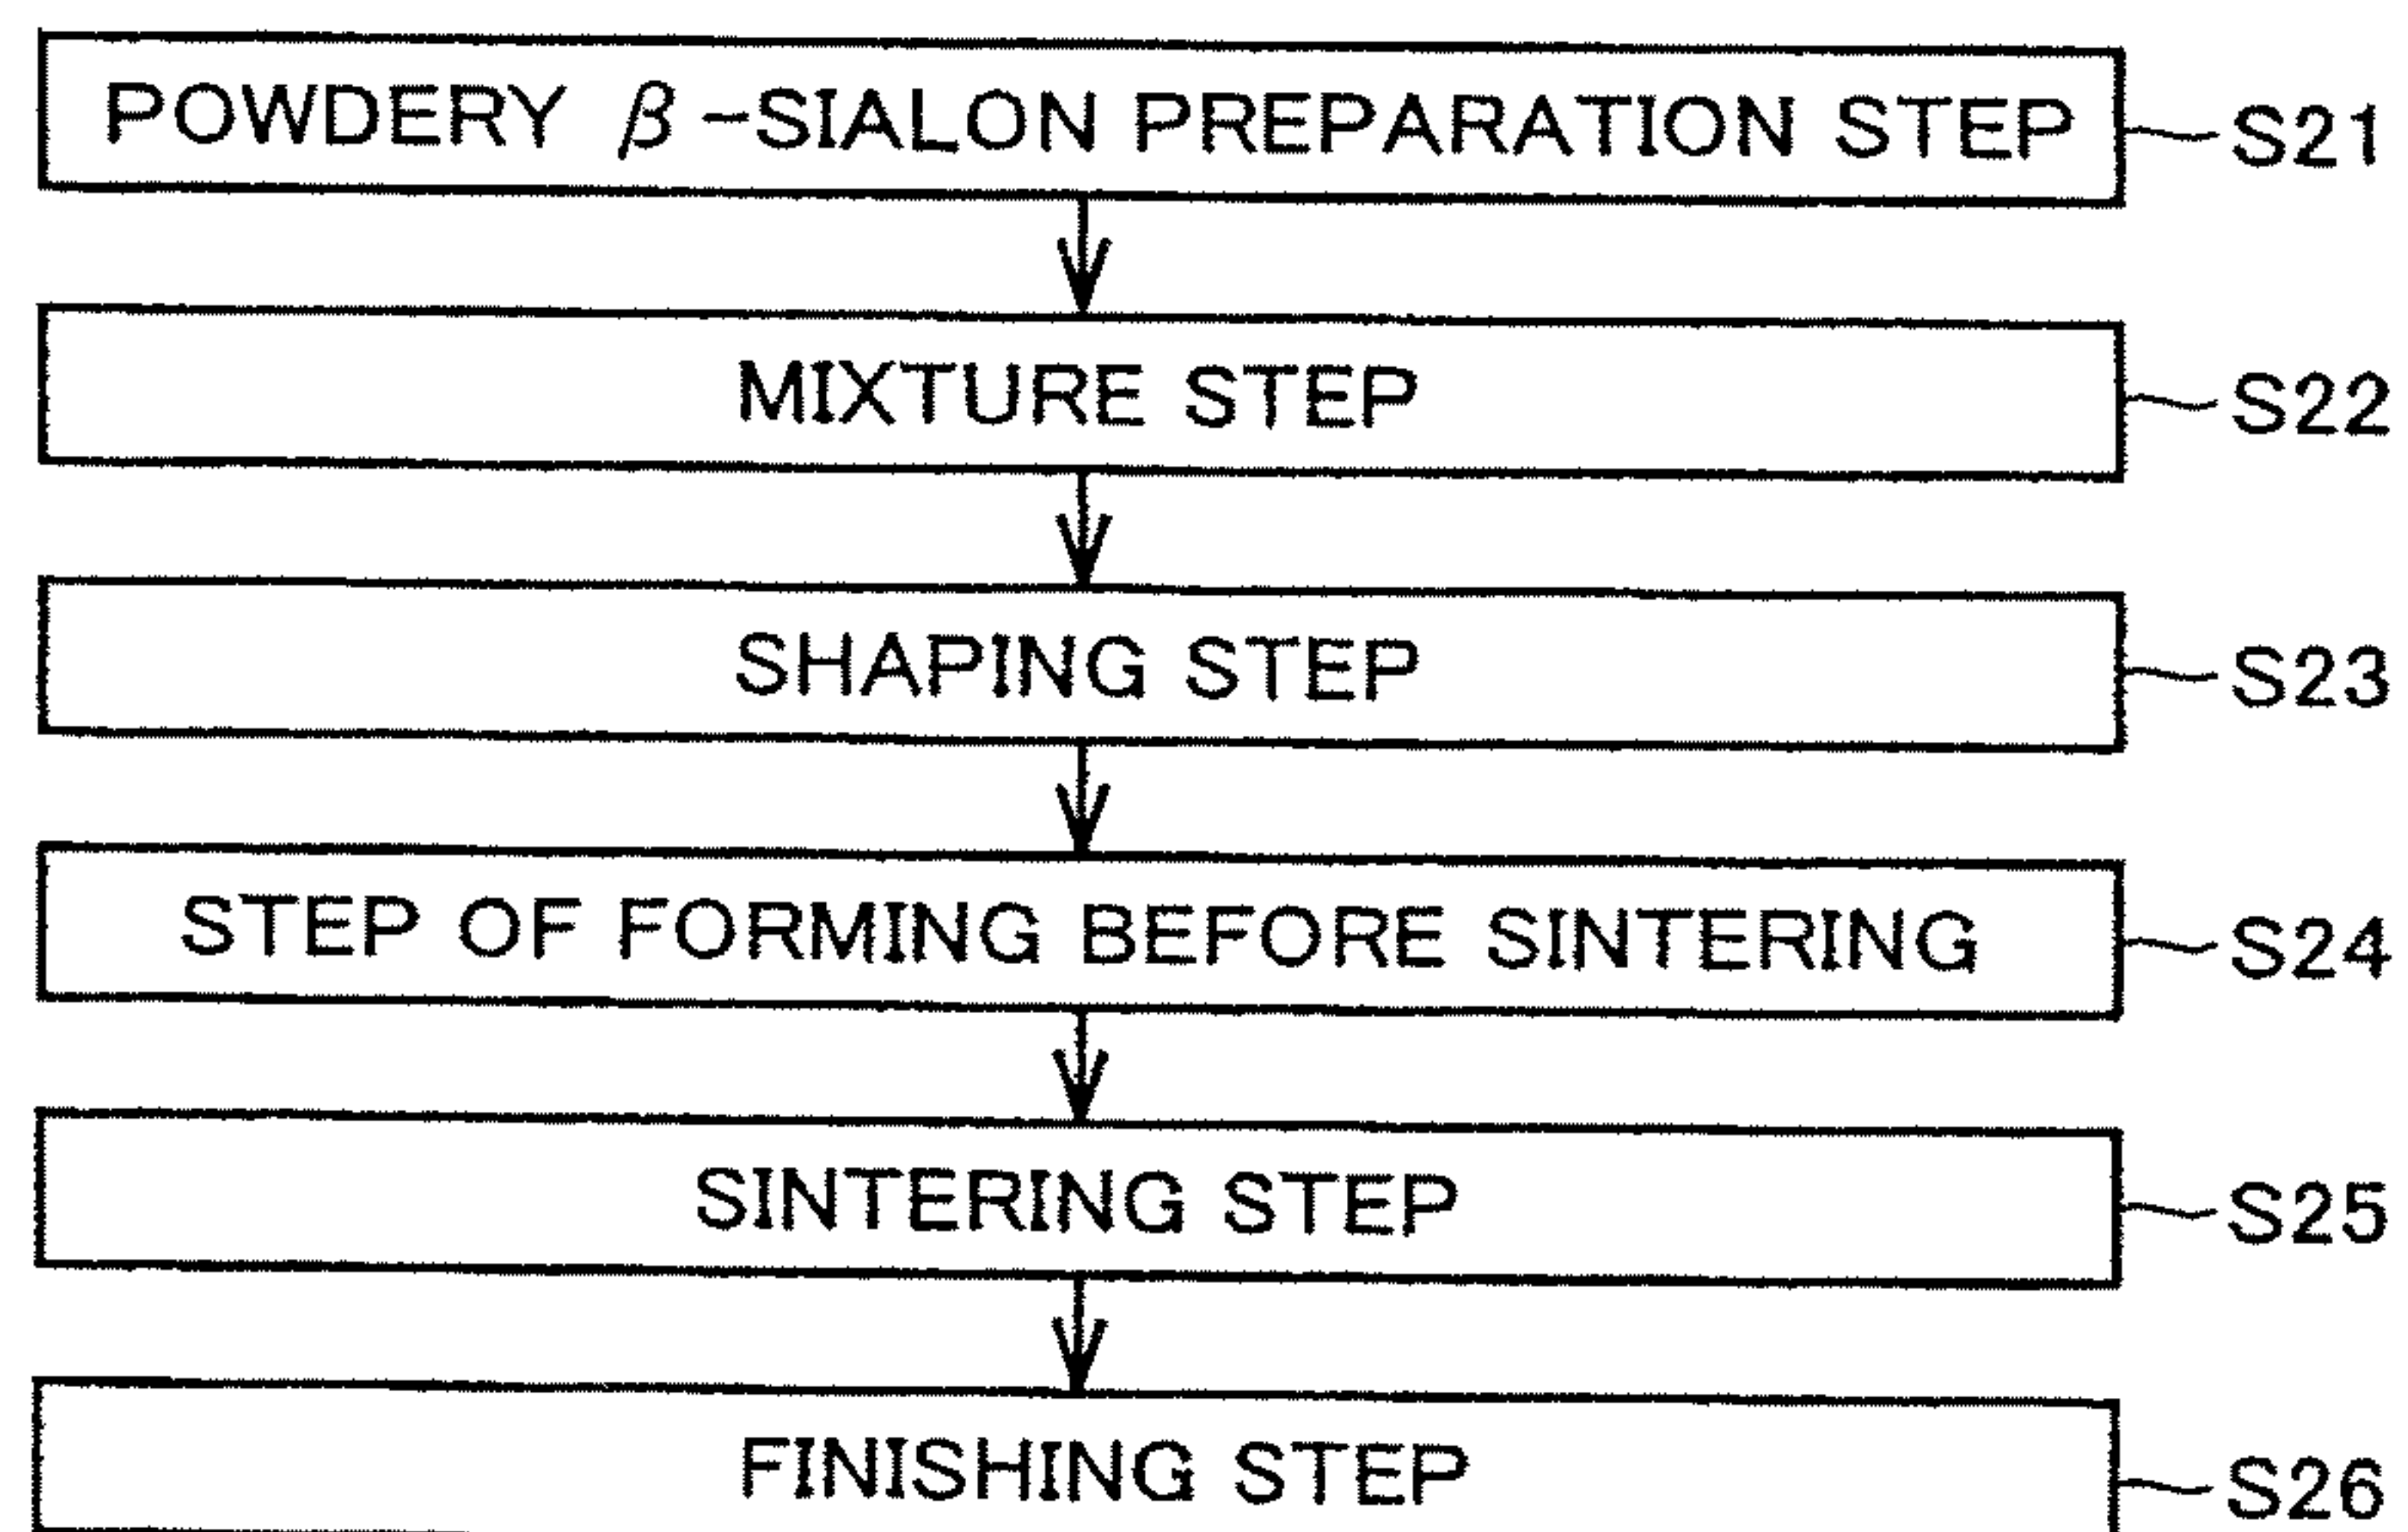 POWDERY β-SIALON PREPARATION STEP S21
MIXTURE STEP S22
SHAPING STEP S23
STEP OF FORMING BEFORE SINTERING S24
SINTERING STEP S25
FINISHING STEP S26